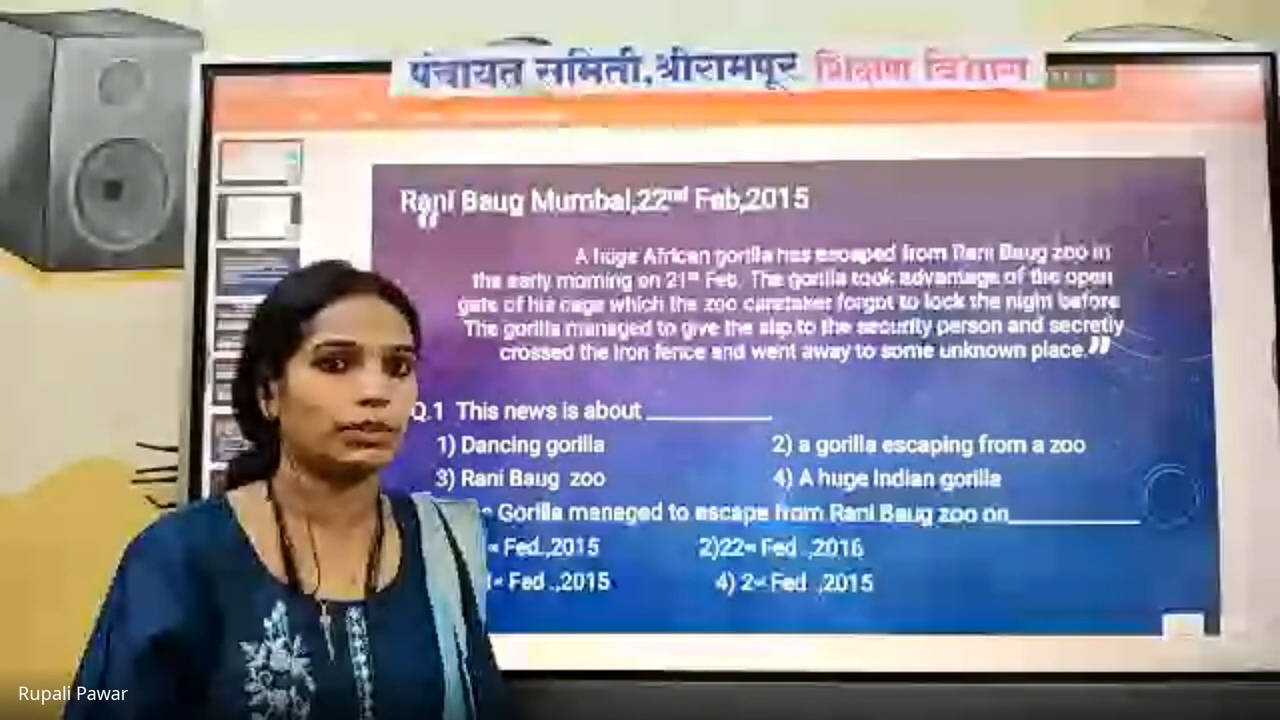 पंचायत समिती,श्रीरामपूर शिक्षण विभाग
Rani Baug Mumbai,22nd Feb,2015
“
A huge African gorilla has escaped from Rani Baug zoo in
the early morning on 21st Feb. The gorilla took advantage of the open
gate of his cage which the zoo caretaker forgot to lock the night before
The gorilla managed to give the slip to the security person and secretly
crossed the iron fence and went away to some unknown place.”
Q.1 This news is about ___________
1) Dancing gorilla 2) a gorilla escaping from a zoo
3) Rani Baug zoo 4) A huge Indian gorilla
Gorilla managed to escape from Rani Baug zoo on___________
Fed.,2015 2)22st Fed .,2016
Fed .,2015 4) 2st Fed .,2015
Rupali Pawar